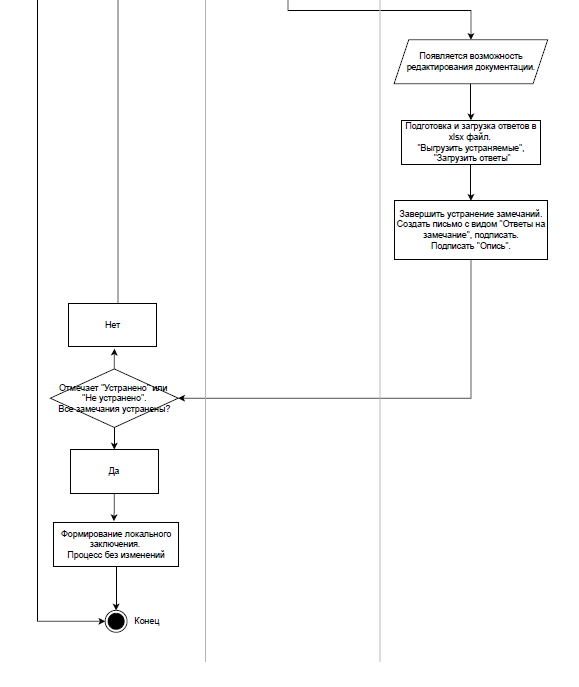 Появляется возможность
редактирования документации.
Подготовка и загрузка ответов в
xlsx файл.
"Выгрузить устраняемые",
"Загрузить ответы"
Завершить устранение замечаний.
Создать письмо с видом "Ответы на
замечание", подписать.
Подписать "Опись".
Нет
Отмечает "Устранено" или
"Не устранено".
Все замечания устранены?
Да
Формирование локального
заключения.
Процесс без изменений
Конец